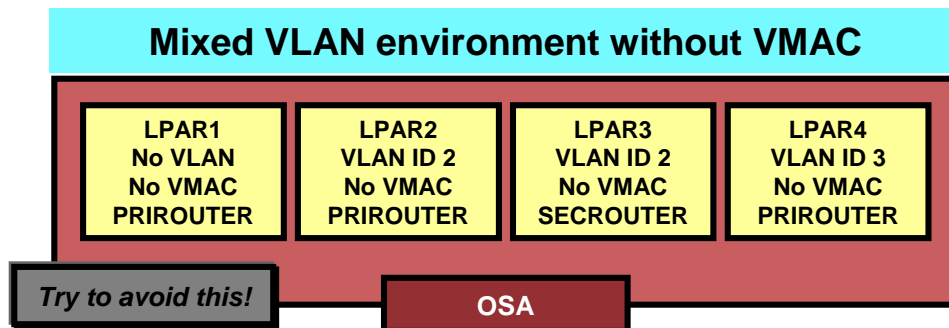 Mixed VLAN environment without VMAC
LPAR1
No VLAN
No VMAC
PRIROUTER
LPAR2
VLAN ID 2
No VMAC
PRIROUTER
LPAR3
VLAN ID 2
No VMAC
SECROUTER
LPAR4
VLAN ID 3
No VMAC
PRIROUTER
Try to avoid this!
OSA